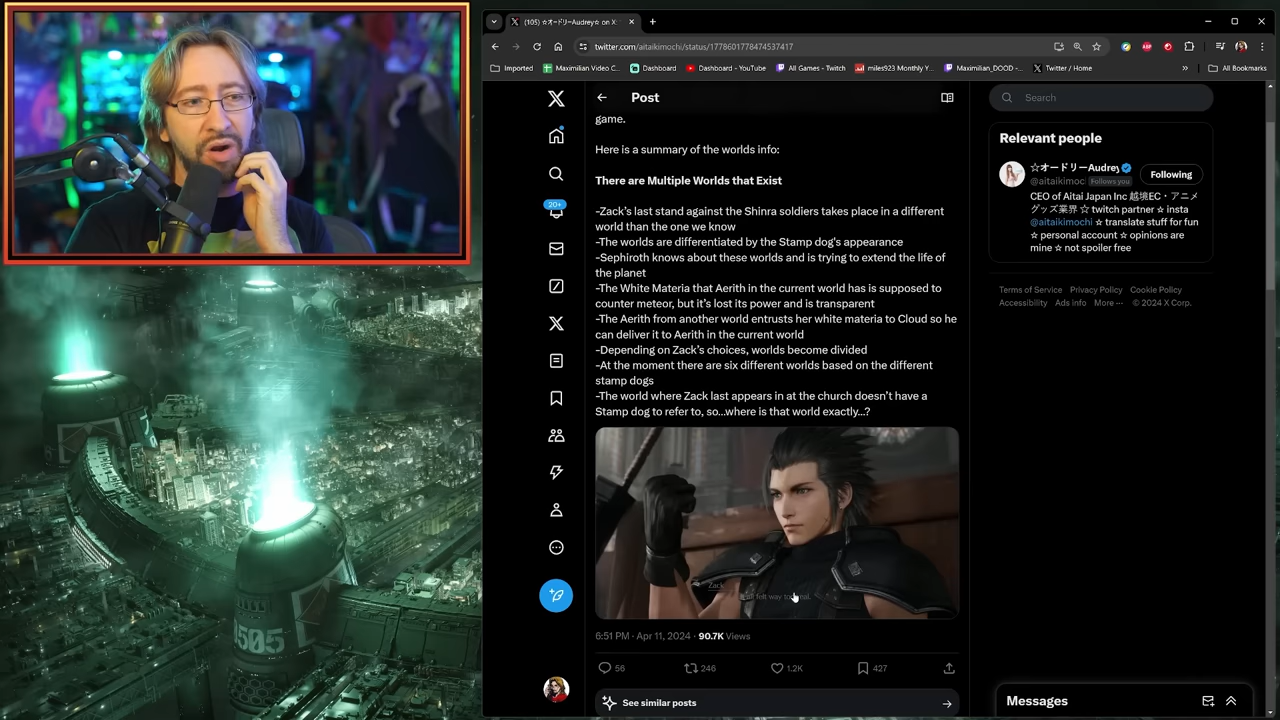 (105) ☆オードリーAudrey☆ on X:
twitter.com/aitaikimochi/status/1778601778474537417
Imported
Maximilian Video C...
Dashboard
Dashboard - YouTube
All Games - Twitch
miles923 Monthly Y...
Maximilian_DOOD -...
Twitter / Home
»
All Bookmarks
Post
Search
game.
Here is a summary of the worlds info:
There are Multiple Worlds that Exist
-Zack's last stand against the Shinra soldiers takes place in a different
world than the one we know
-The worlds are differentiated by the Stamp dog's appearance
-Sephiroth knows about these worlds and is trying to extend the life of
the planet
-The White Materia that Aerith in the current world has is supposed to
counter meteor, but it's lost its power and is transparent
-The Aerith from another world entrusts her white materia to Cloud so he
can deliver it to Aerith in the current world
-Depending on Zack's choices, worlds become divided
-At the moment there are six different worlds based on the different
stamp dogs
-The world where Zack last appears in at the church doesn't have a
Stamp dog to refer to, so...where is that world exactly...?
Zack
felt way to
6:51 PM · Apr 11, 2024 · 90.7K Views
56
246
1.2K
427
See similar posts
20+
Relevant people
☆オードリーAudrey
@aitaikimoc Follows you
Following
CEO of Aitai Japan Inc 越境EC・アニメ
グッズ業界 ☆ twitch partner ☆ insta
@aitaikimochi ☆ translate stuff for fun
☆ personal account ☆ opinions are
mine ☆ not spoiler free
Terms of Service Privacy Policy Cookie Policy
Accessibility Ads info More ··· © 2024 X Corp.
Messages
1505